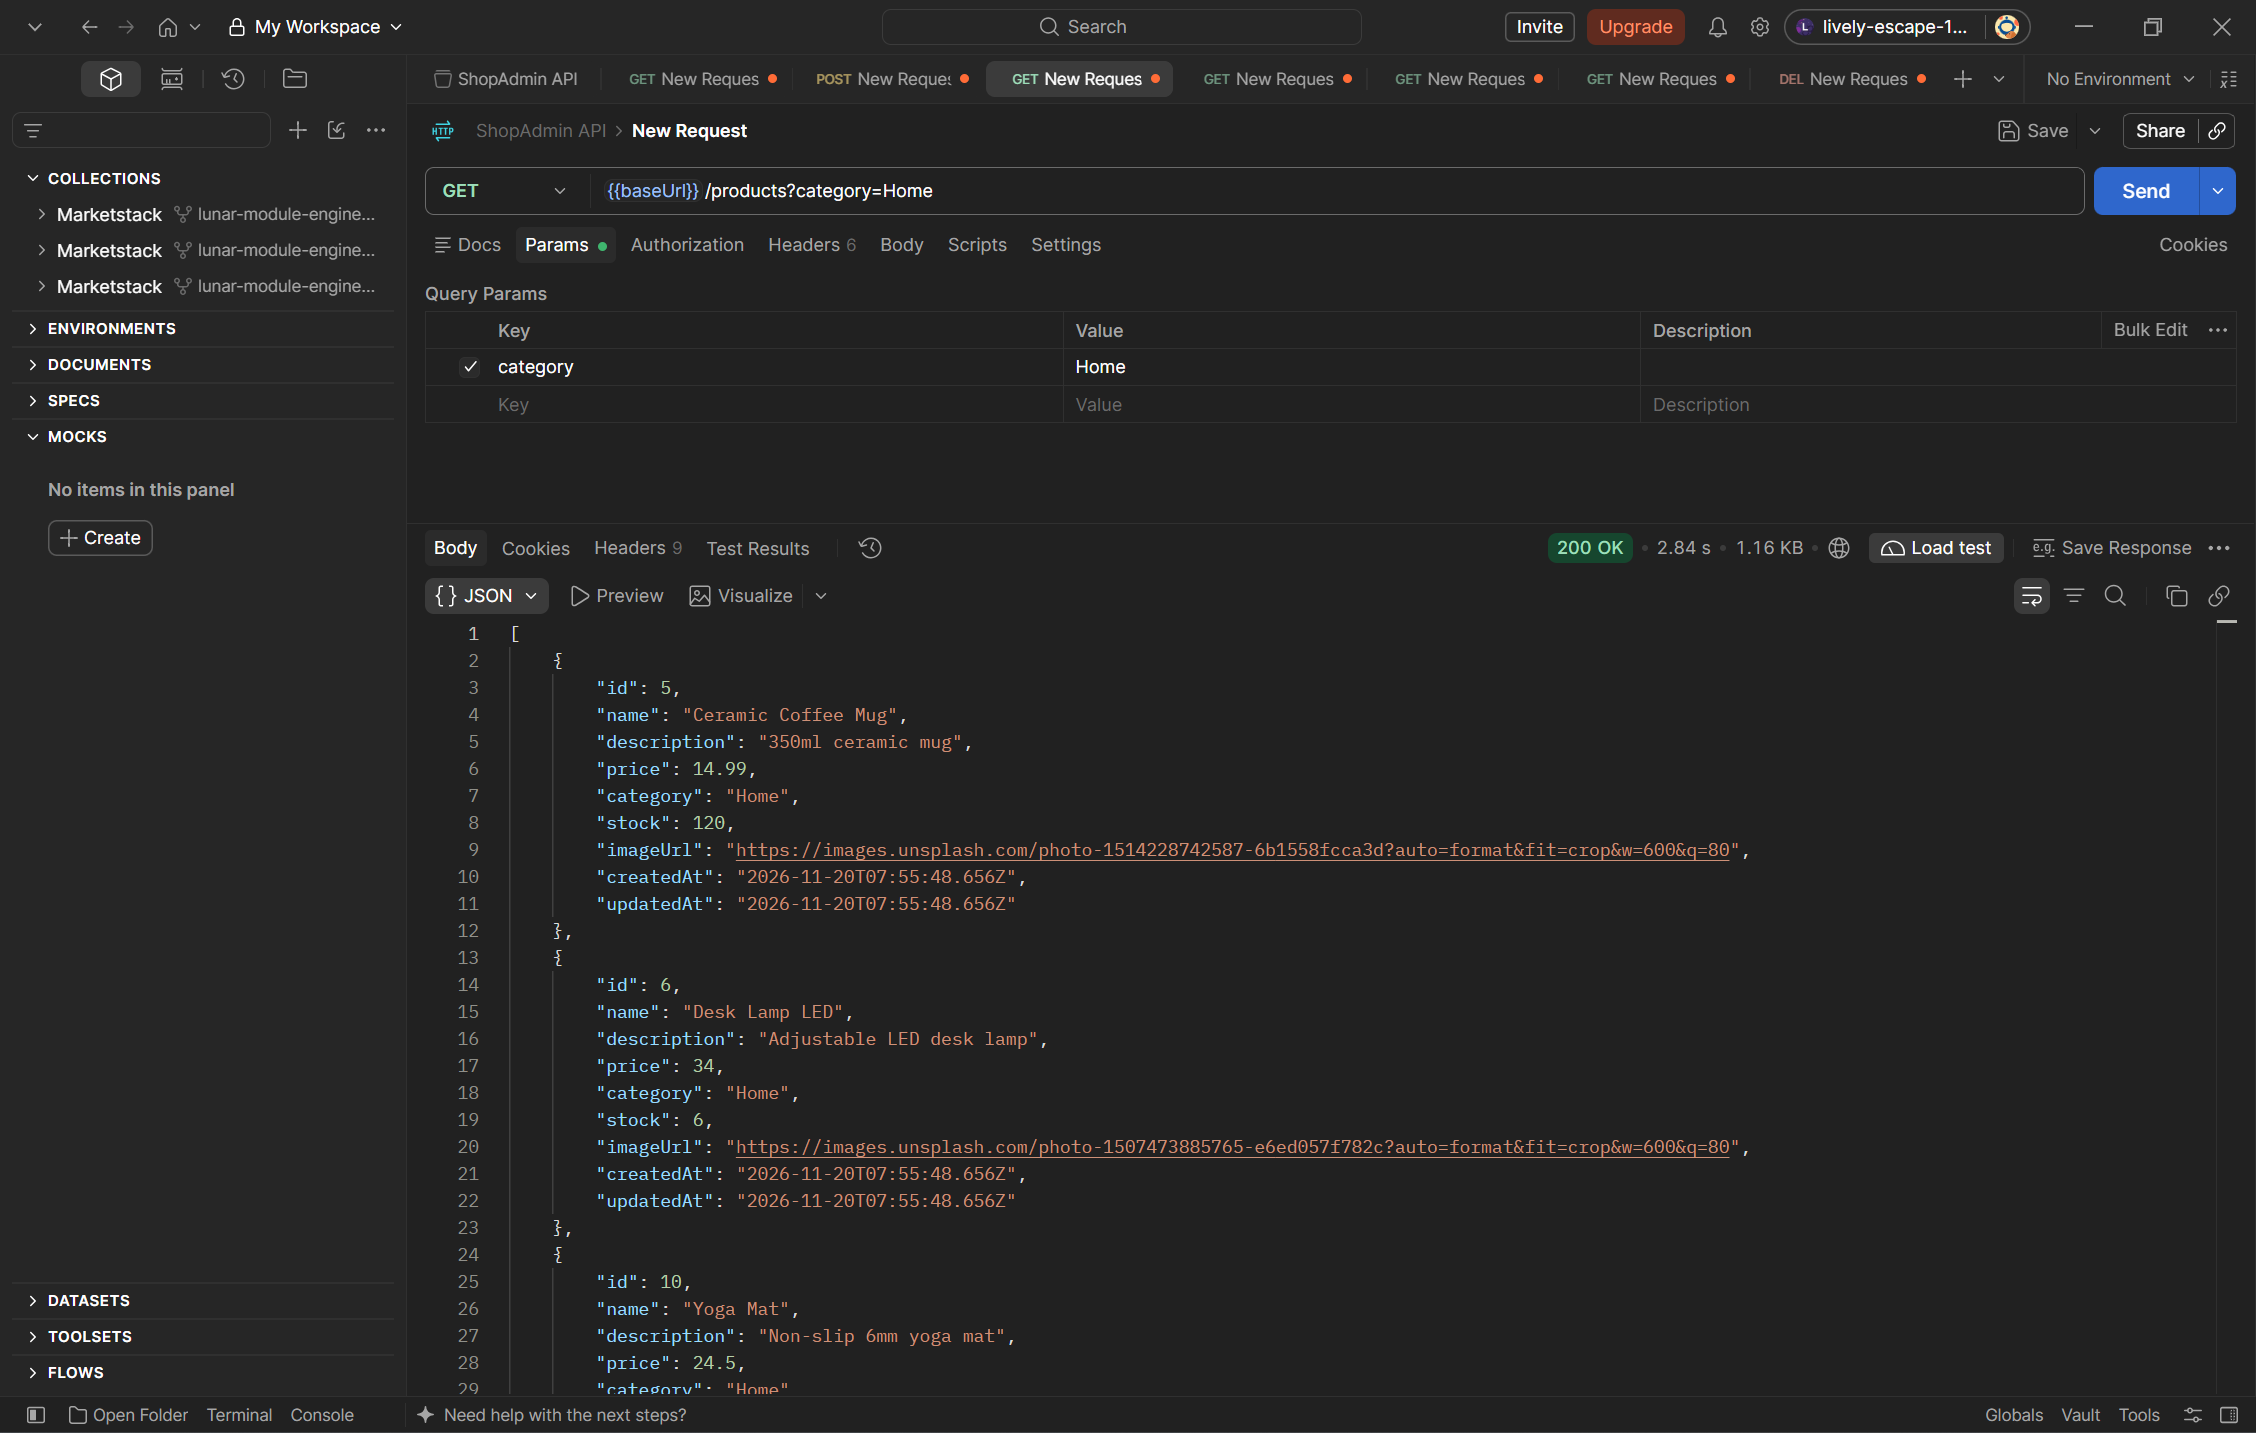 My Workspace
Search
Invite
Upgrade
L
lively-escape-1...
ShopAdmin API
GET New Reques
POST New Reques
GET New Reques
GET New Reques
GET New Reques
GET New Reques
DEL New Reques
No Environment
HTTP
ShopAdmin API > New Request
Save
Share
COLLECTIONS
Marketstack lunar-module-engine...
Marketstack lunar-module-engine...
Marketstack lunar-module-engine...
ENVIRONMENTS
DOCUMENTS
SPECS
MOCKS
No items in this panel
Create
DATASETS
TOOLSETS
FLOWS
GET
{{baseUrl}} /products?category=Home
Send
Docs
Params
Authorization
Headers 6
Body
Scripts
Settings
Cookies
Query Params
Key Value Description Bulk Edit
category Home
Key Value Description
Body
Cookies
Headers 9
Test Results
200 OK
2.84 s
1.16 KB
Load test
e.g. Save Response
{} JSON
Preview
Visualize
1 [
2 {
3 "id": 5,
4 "name": "Ceramic Coffee Mug",
5 "description": "350ml ceramic mug",
6 "price": 14.99,
7 "category": "Home",
8 "stock": 120,
9 "imageUrl": "https://images.unsplash.com/photo-1514228742587-6b1558fcca3d?auto=format&fit=crop&w=600&q=80",
10 "createdAt": "2026-11-20T07:55:48.656Z",
11 "updatedAt": "2026-11-20T07:55:48.656Z"
12 },
13 {
14 "id": 6,
15 "name": "Desk Lamp LED",
16 "description": "Adjustable LED desk lamp",
17 "price": 34,
18 "category": "Home",
19 "stock": 6,
20 "imageUrl": "https://images.unsplash.com/photo-1507473885765-e6ed057f782c?auto=format&fit=crop&w=600&q=80",
21 "createdAt": "2026-11-20T07:55:48.656Z",
22 "updatedAt": "2026-11-20T07:55:48.656Z"
23 },
24 {
25 "id": 10,
26 "name": "Yoga Mat",
27 "description": "Non-slip 6mm yoga mat",
28 "price": 24.5,
29 "category": "Home"
Open Folder
Terminal
Console
Need help with the next steps?
Globals
Vault
Tools